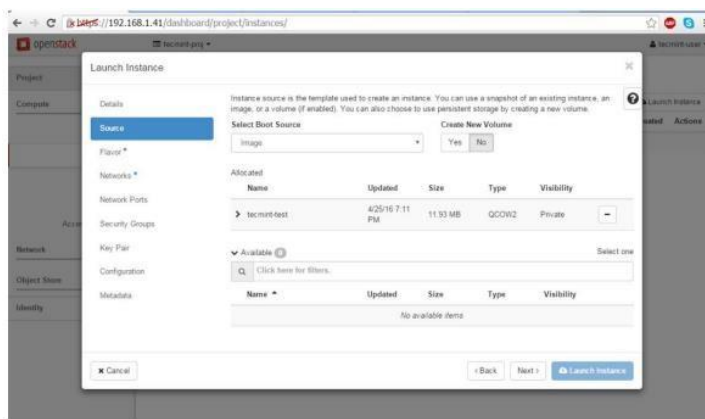 https://192.168.1.41/dashboard/project/instances/
openstack
tecmint-proj
tecmint-user
Launch Instance
Project
Compute
Network
Object Store
Identity
Details
Source
Flavor *
Networks *
Network Ports
Security Groups
Key Pair
Configuration
Metadata
Instance source is the template used to create an instance. You can use a snapshot of an existing instance, an
image, or a volume (if enabled). You can also choose to use persistent storage by creating a new volume.
Select Boot Source
Create New Volume
Image
Yes No
Allocated
Name Updated Size Type Visibility
tecmint-test 4/25/16 7:11 PM 11.93 MB QCOW2 Private
Available 0
Select one
Click here for filters.
Name Updated Size Type Visibility
No available items
Cancel
Back
Next
Launch Instance
Launch Instance
Actions